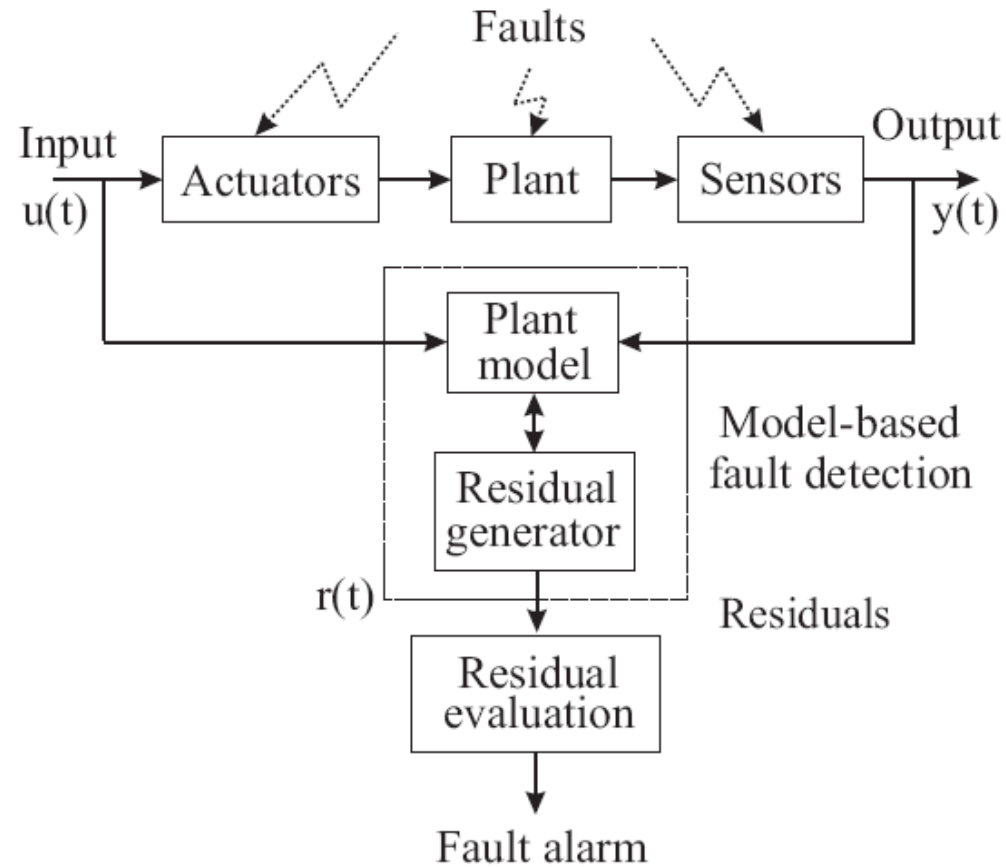 Faults
Input
Output
Actuators
Plant
Sensors
u(t)
y(t)
Plant
model
Model-based
fault detection
Residual
generator
r(t)
Residuals
Residual
evaluation
Fault alarm